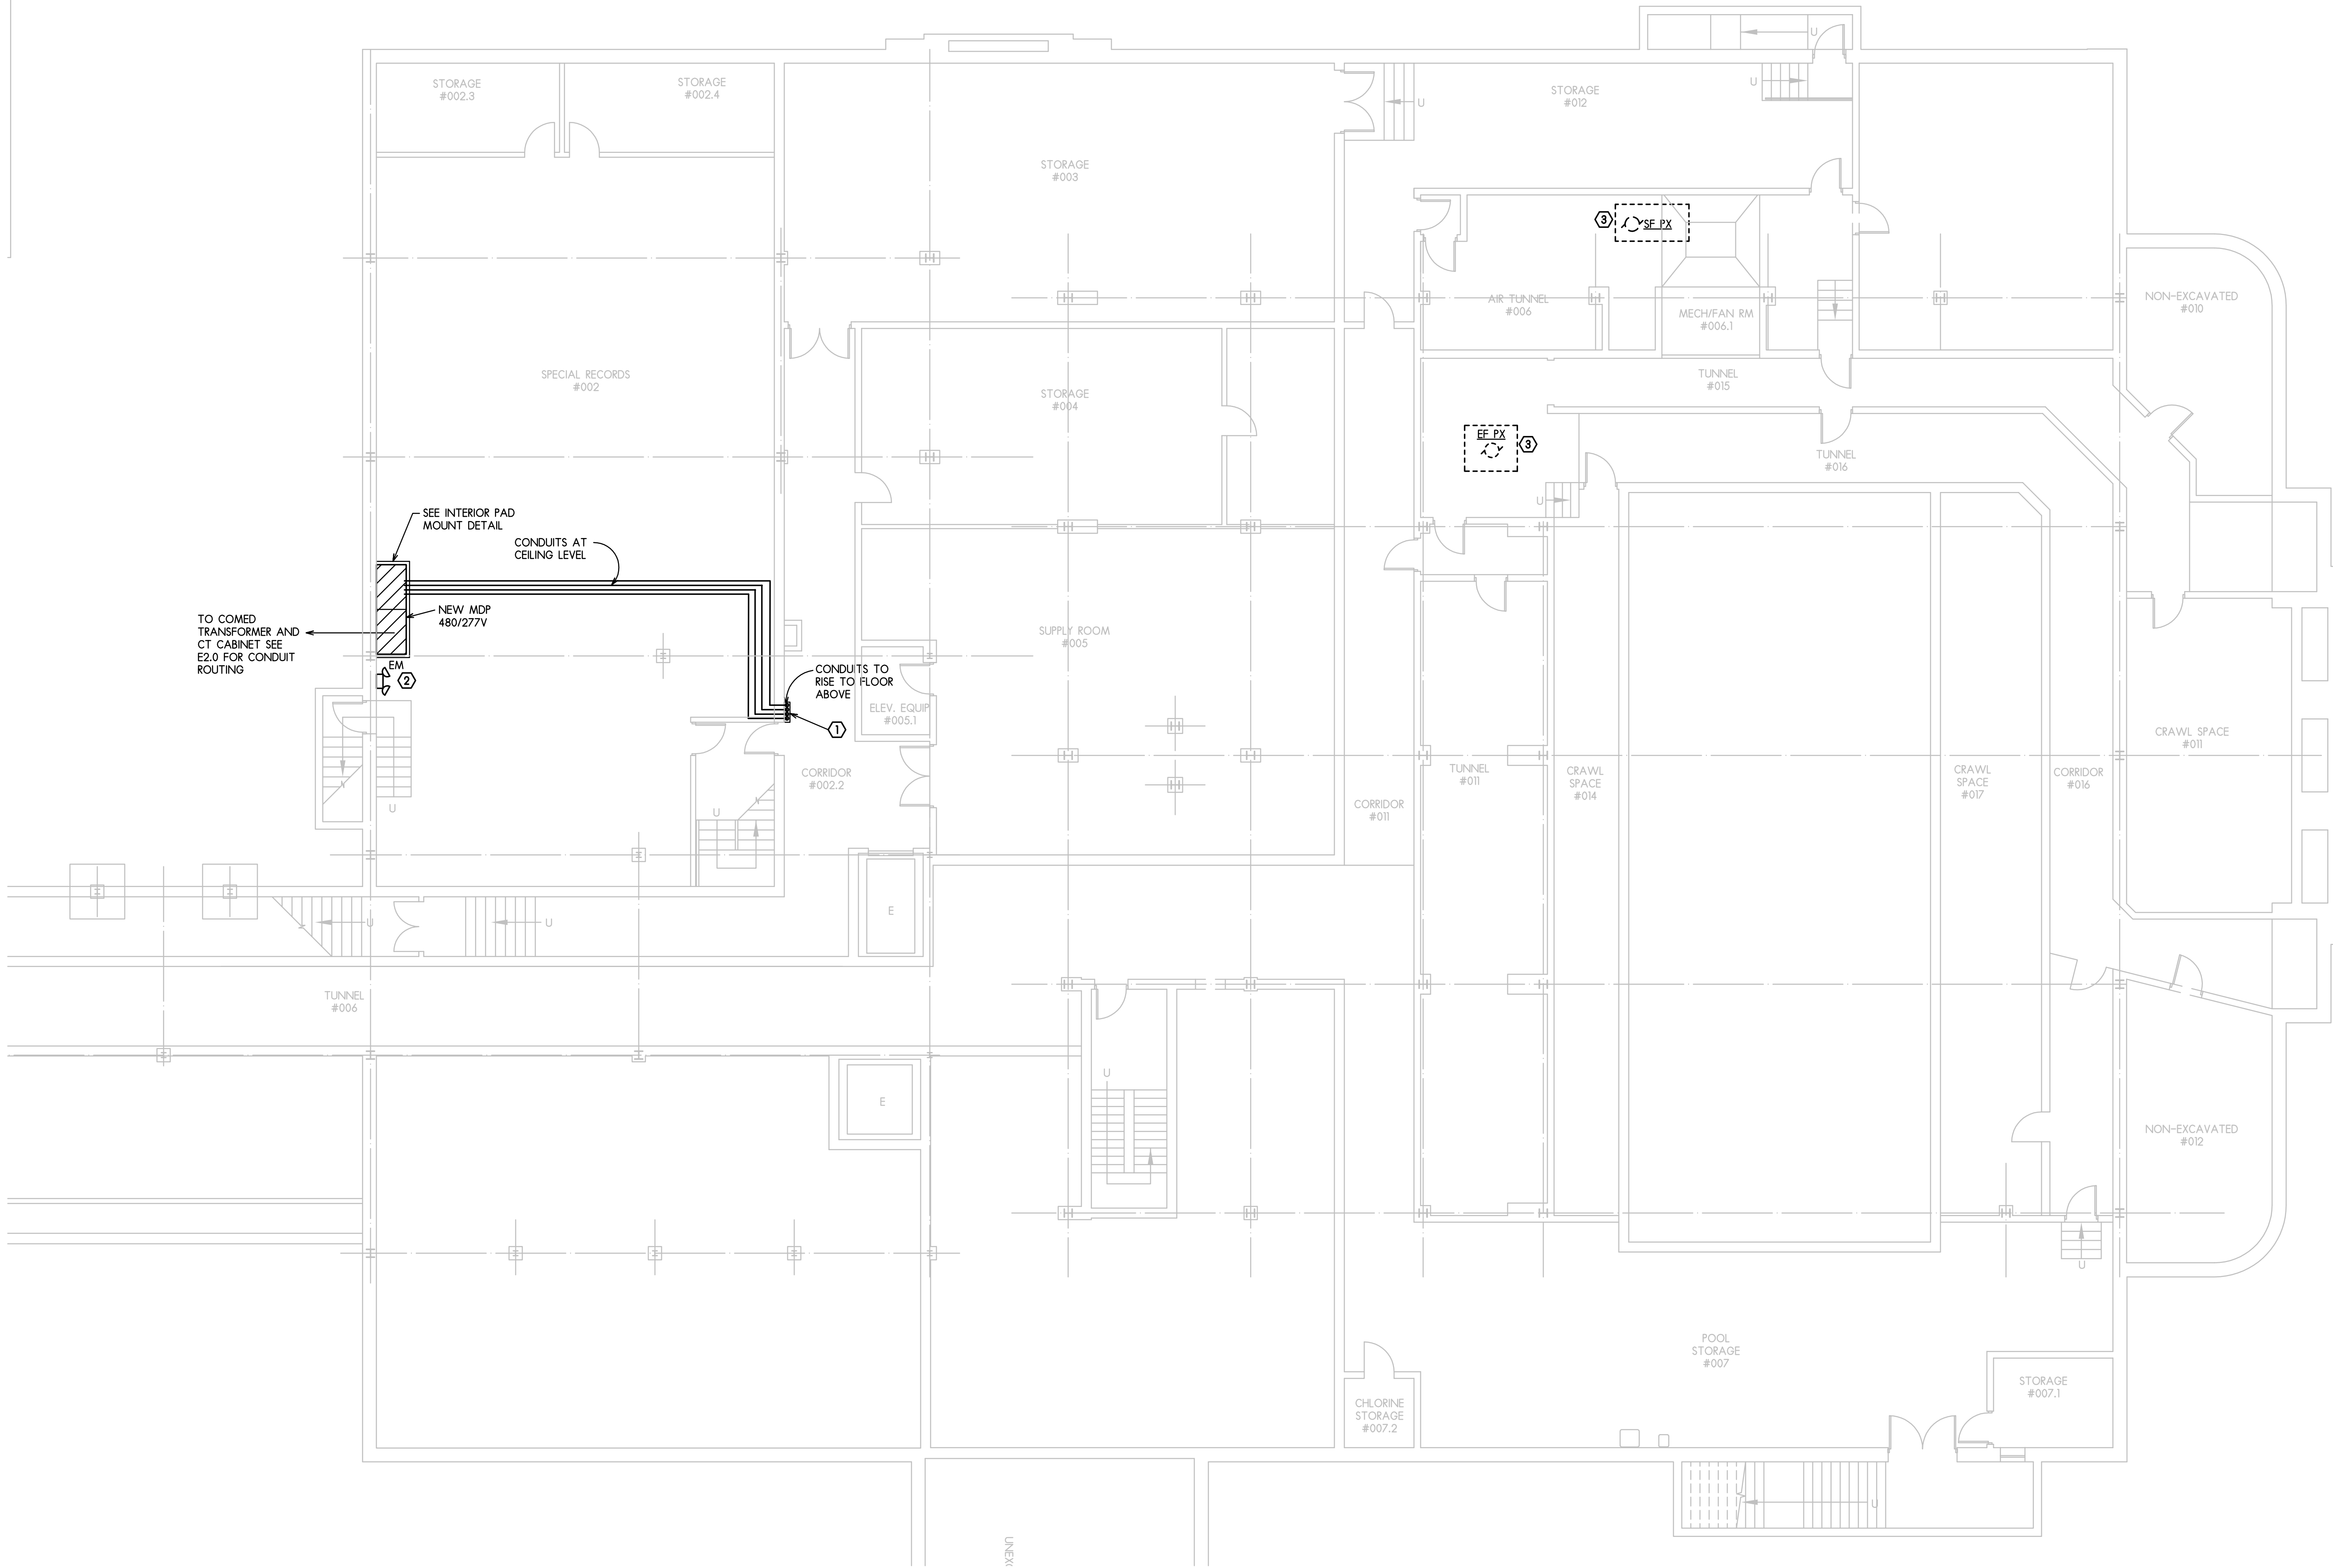 STORAGE
#002.3
STORAGE
#002.4
STORAGE
#003
U
STORAGE
#012
U
U
3
SF PX
AIR TUNNEL
#006
MECH/FAN RM
#006.1
NON-EXCAVATED
#010
SPECIAL RECORDS
#002
STORAGE
#004
TUNNEL
#015
EF PX
3
TUNNEL
#016
U
SEE INTERIOR PAD
MOUNT DETAIL
CONDUITS AT
CEILING LEVEL
NEW MDP
480/277V
TO COMED
TRANSFORMER AND
CT CABINET SEE
E2.0 FOR CONDUIT
ROUTING
EM
2
SUPPLY ROOM
#005
CONDUITS TO
RISE TO FLOOR
ABOVE
ELEV. EQUIP
#005.1
1
CORRIDOR
#002.2
U
U
CORRIDOR
#011
TUNNEL
#011
CRAWL
SPACE
#014
CRAWL
SPACE
#017
CORRIDOR
#016
CRAWL SPACE
#011
U
U
E
TUNNEL
#006
U
E
NON-EXCAVATED
#012
U
POOL
STORAGE
#007
STORAGE
#007.1
CHLORINE
STORAGE
#007.2
U